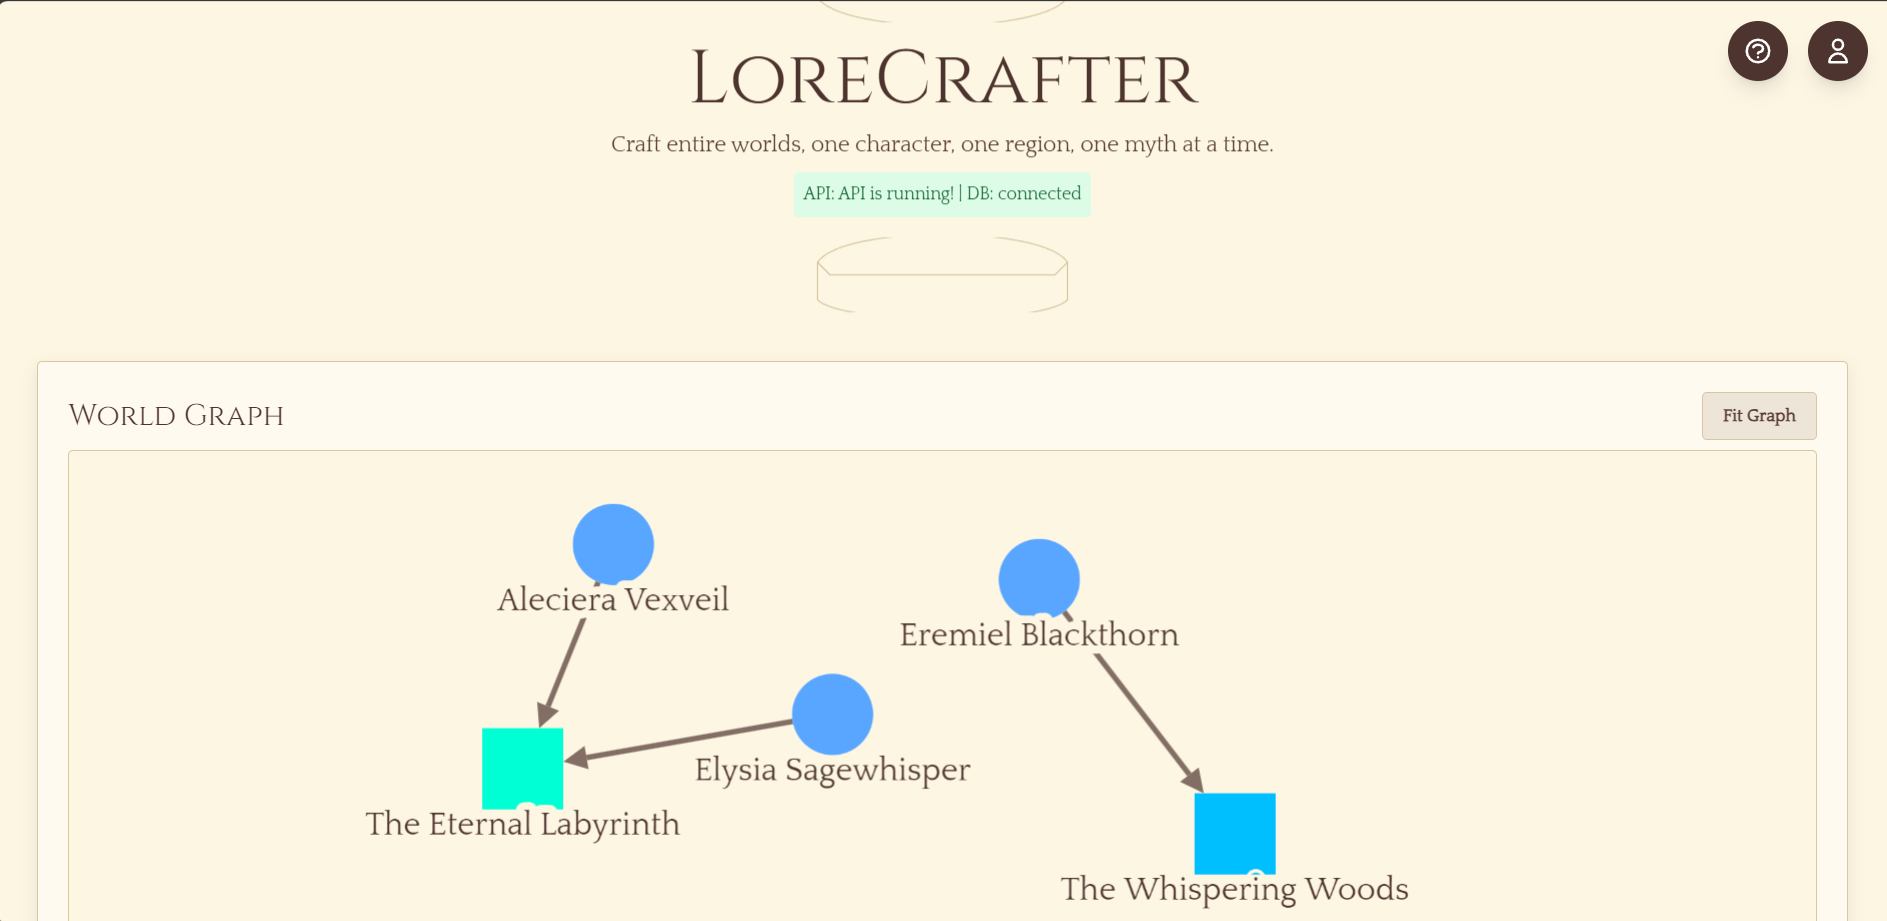 LoreCrafter
Craft entire worlds, one character, one region, one myth at a time.
API: API is running! | DB: connected
World Graph
Fit Graph
Aleciera Vexveil
Eremiel Blackthorn
Elysia Sagewhisper
The Eternal Labyrinth
The Whispering Woods